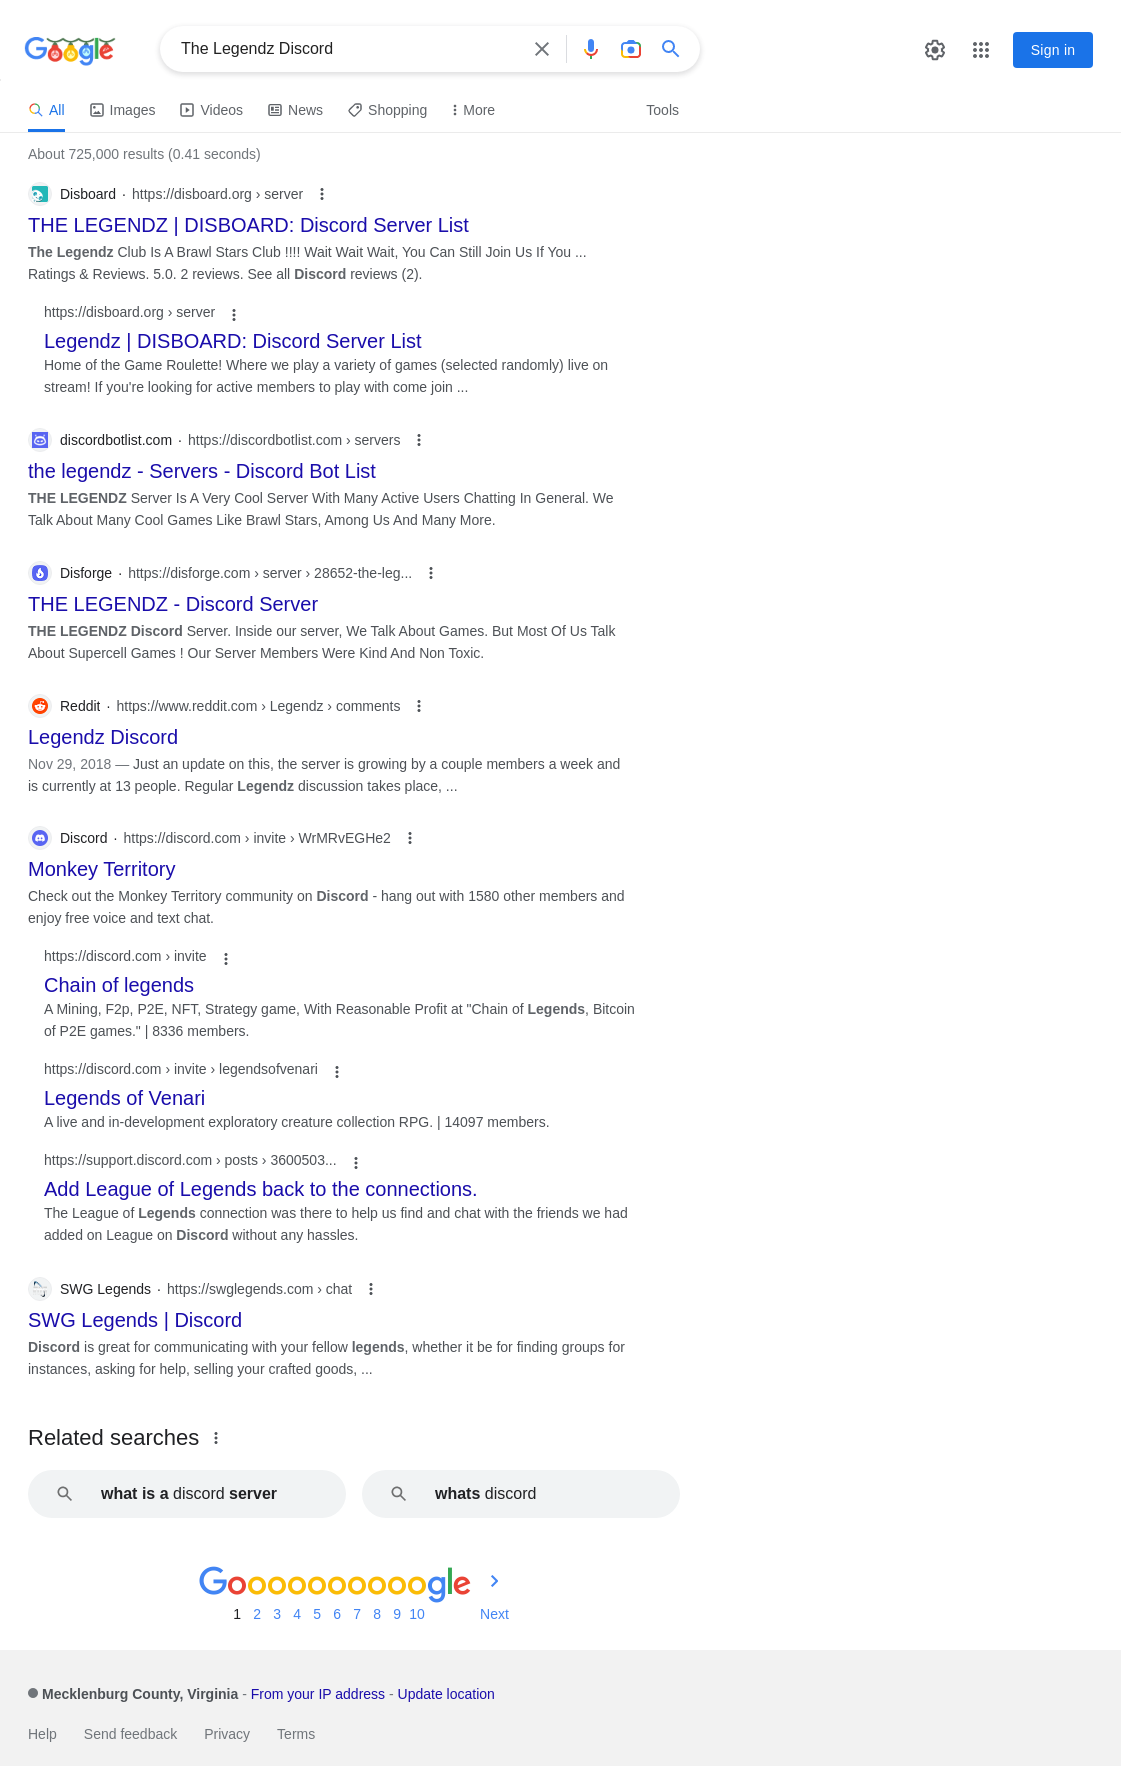 Google
The Legendz Discord
Sign in
All Images Videos News Shopping More Tools
About 725,000 results (0.41 seconds)
Disboard · https://disboard.org › server
THE LEGENDZ | DISBOARD: Discord Server List
The Legendz Club Is A Brawl Stars Club !!!! Wait Wait Wait, You Can Still Join Us If You ...
Ratings & Reviews. 5.0. 2 reviews. See all Discord reviews (2).
https://disboard.org › server
Legendz | DISBOARD: Discord Server List
Home of the Game Roulette! Where we play a variety of games (selected randomly) live on
stream! If you're looking for active members to play with come join ...
discordbotlist.com · https://discordbotlist.com › servers
the legendz - Servers - Discord Bot List
THE LEGENDZ Server Is A Very Cool Server With Many Active Users Chatting In General. We
Talk About Many Cool Games Like Brawl Stars, Among Us And Many More.
Disforge · https://disforge.com › server › 28652-the-leg...
THE LEGENDZ - Discord Server
THE LEGENDZ Discord Server. Inside our server, We Talk About Games. But Most Of Us Talk
About Supercell Games ! Our Server Members Were Kind And Non Toxic.
Reddit · https://www.reddit.com › Legendz › comments
Legendz Discord
Nov 29, 2018 — Just an update on this, the server is growing by a couple members a week and
is currently at 13 people. Regular Legendz discussion takes place, ...
Discord · https://discord.com › invite › WrMRvEGHe2
Monkey Territory
Check out the Monkey Territory community on Discord - hang out with 1580 other members and
enjoy free voice and text chat.
https://discord.com › invite
Chain of legends
A Mining, F2p, P2E, NFT, Strategy game, With Reasonable Profit at "Chain of Legends, Bitcoin
of P2E games." | 8336 members.
https://discord.com › invite › legendsofvenari
Legends of Venari
A live and in-development exploratory creature collection RPG. | 14097 members.
https://support.discord.com › posts › 3600503...
Add League of Legends back to the connections.
The League of Legends connection was there to help us find and chat with the friends we had
added on League on Discord without any hassles.
SWG Legends · https://swglegends.com › chat
SWG Legends | Discord
Discord is great for communicating with your fellow legends, whether it be for finding groups for
instances, asking for help, selling your crafted goods, ...
Related searches
what is a discord server
whats discord
Goooooooooogle
1 2 3 4 5 6 7 8 9 10 Next
Mecklenburg County, Virginia - From your IP address - Update location
Help Send feedback Privacy Terms